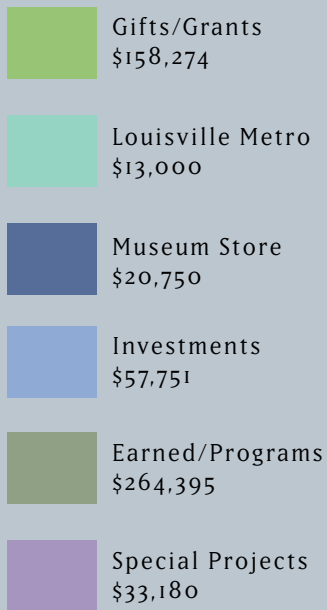 Gifts/Grants
$158,274
Louisville Metro
$13,000
Museum Store
$20,750
Investments
$57,751
Earned/Programs
$264,395
Special Projects
$33,180